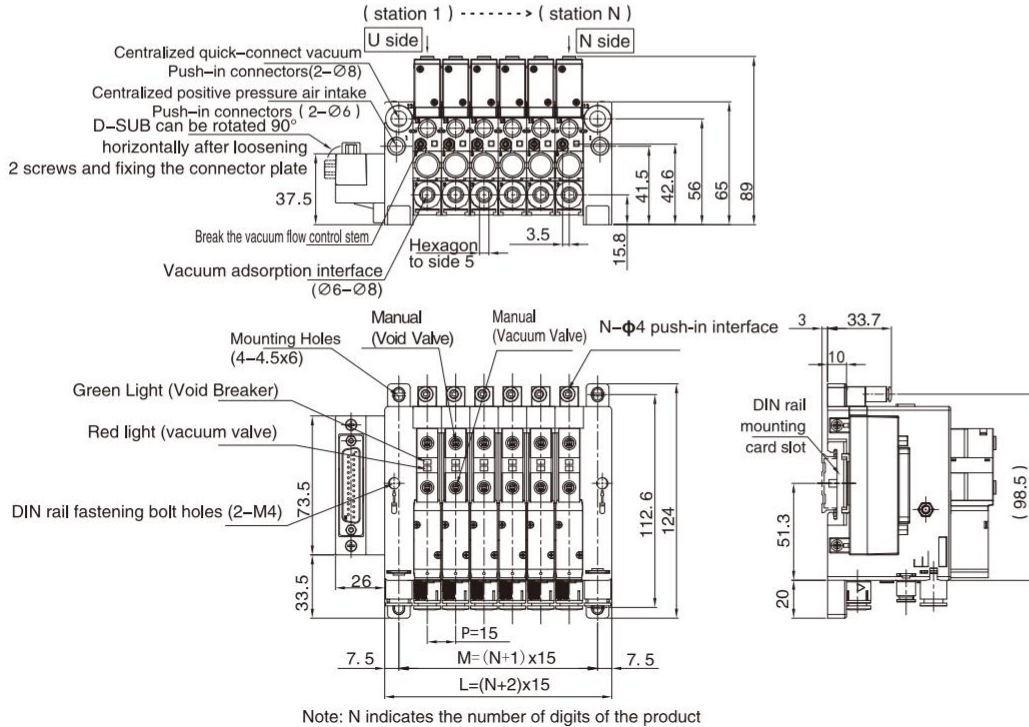 ( station 1 ) --------> ( station N )
U side
N side
Centralized quick-connect vacuum
Push-in connectors(2-Ø8)
Centralized positive pressure air intake
Push-in connectors ( 2-Ø6 )
D-SUB can be rotated 90°
horizontally after loosening
2 screws and fixing the connector plate
37.5
Break the vacuum flow control stem
Hexagon
to side 5
3.5
15.8
41.5
42.6
56
65
89
Vacuum adsorption interface
(Ø6-Ø8)
Mounting Holes
(4-4.5x6)
Manual
(Void Valve)
Manual
(Vacuum Valve)
N-ϕ4 push-in interface
Green Light (Void Breaker)
Red light (vacuum valve)
DIN rail fastening bolt holes (2-M4)
73.5
33.5
26
112.6
124
P=15
7.5
M=(N+1)x15
7.5
L=(N+2)x15
3
33.7
10
DIN rail
mounting
card slot
51.3
20
( 98.5 )
Note: N indicates the number of digits of the product